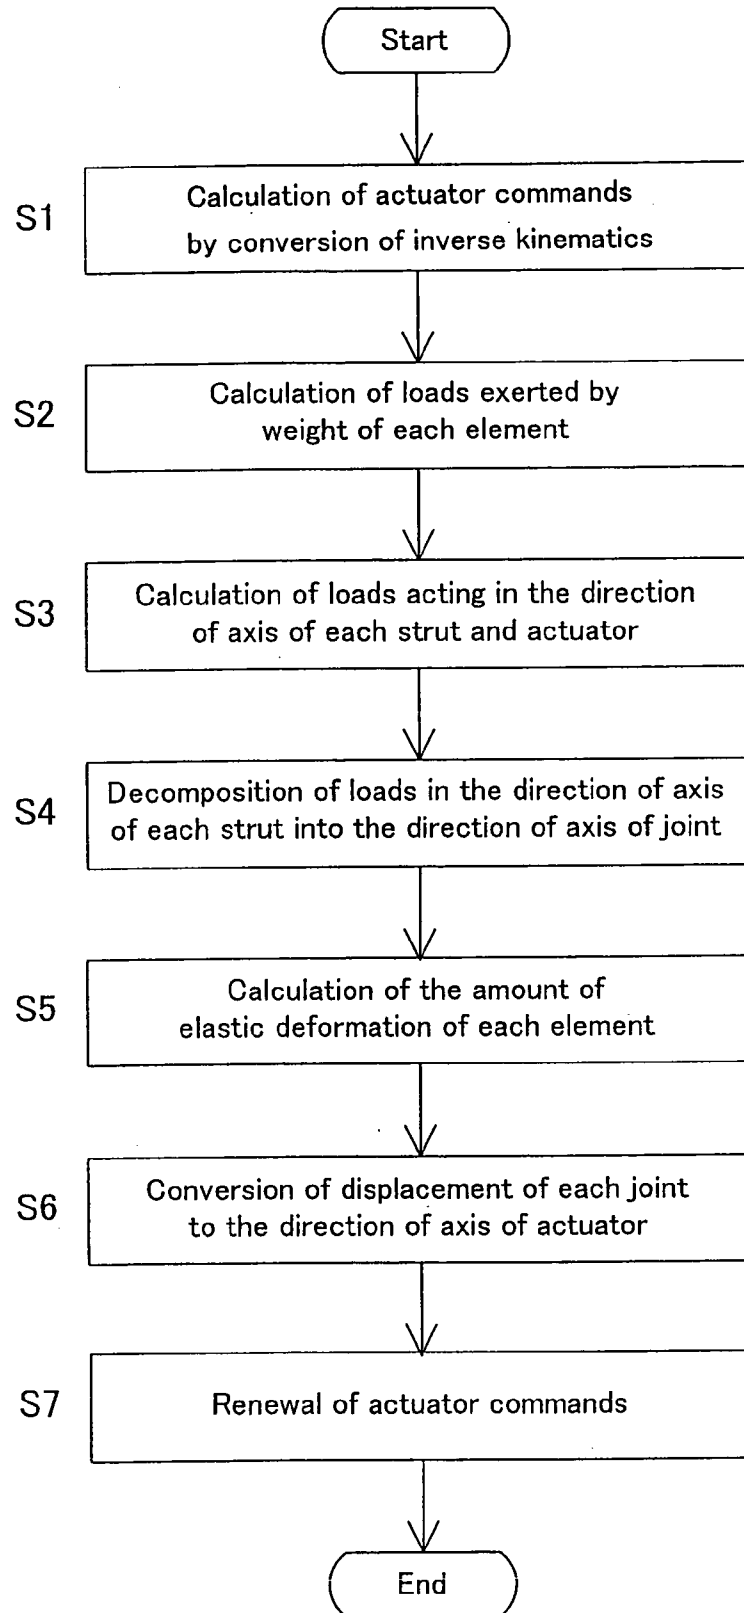 Start
S1
Calculation of actuator commands
by conversion of inverse kinematics
S2
Calculation of loads exerted by
weight of each element
S3
Calculation of loads acting in the direction
of axis of each strut and actuator
S4
Decomposition of loads in the direction of axis
of each strut into the direction of axis of joint
S5
Calculation of the amount of
elastic deformation of each element
S6
Conversion of displacement of each joint
to the direction of axis of actuator
S7
Renewal of actuator commands
End